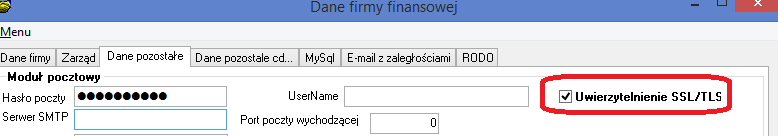 Dane firmy finansowej
Menu
Dane firmy Zarząd Dane pozostałe Dane pozostałe cd... MySql E-mail z zaległościami RODO
Moduł pocztowy
Hasło poczty ●●●●●●●●●● UserName Uwierzytelnienie SSL/TLS
Serwer SMTP Port poczty wychodzącej 0